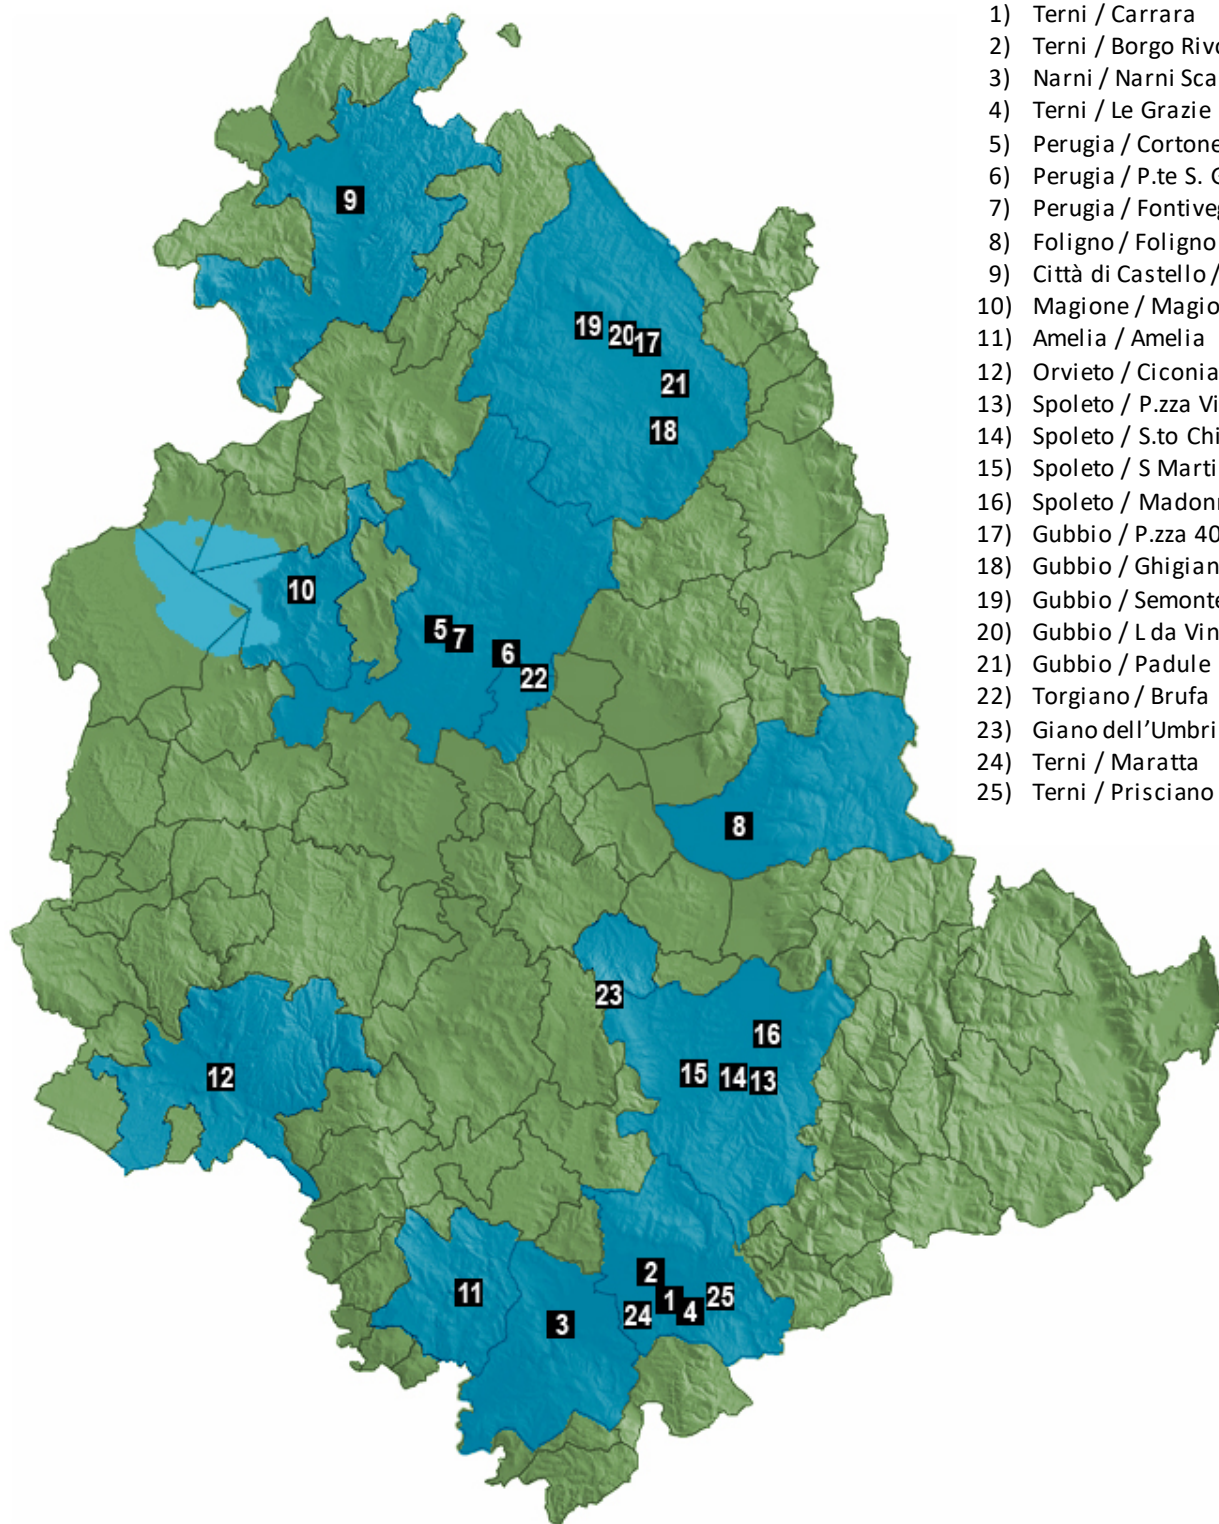 1) Terni / Carrara
2) Terni / Borgo Rivo
3) Narni / Narni Sca
4) Terni / Le Grazie
5) Perugia / Cortone
6) Perugia / P.te S. G
7) Perugia / Fontiveg
8) Foligno / Foligno
9) Città di Castello /
10) Magione / Magio
11) Amelia / Amelia
12) Orvieto / Ciconia
13) Spoleto / P.zza Vi
14) Spoleto / S.to Chi
15) Spoleto / S Marti
16) Spoleto / Madonn
17) Gubbio / P.zza 40
18) Gubbio / Ghigian
19) Gubbio / Semonte
20) Gubbio / L da Vin
21) Gubbio / Padule
22) Torgiano / Brufa
23) Giano dell’Umbri
24) Terni / Maratta
25) Terni / Prisciano
9
19
20
17
21
18
10
5
7
6
22
8
23
16
15
14
13
12
2
11
25
1
4
24
3